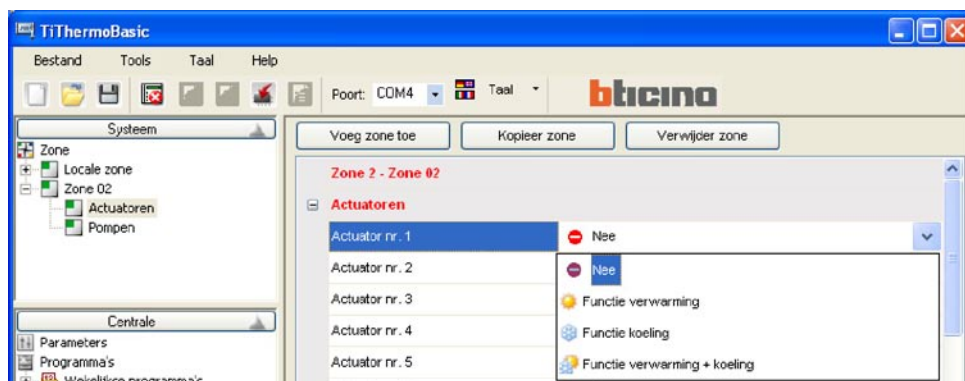 TiThermoBasic
Bestand Tools Taal Help
Poort: COM4 Taal bticino
Systeem
Zone
Locale zone
Zone 02
Actuatoren
Pompen
Centrale
Parameters
Programma's
Wekelijkse programma's
Voeg zone toe Kopieer zone Verwijder zone
Zone 2 - Zone 02
Actuatoren
Actuator nr. 1 Nee
Actuator nr. 2 Nee
Actuator nr. 3 Functie verwarming
Actuator nr. 4 Functie koeling
Actuator nr. 5 Functie verwarming + koeling